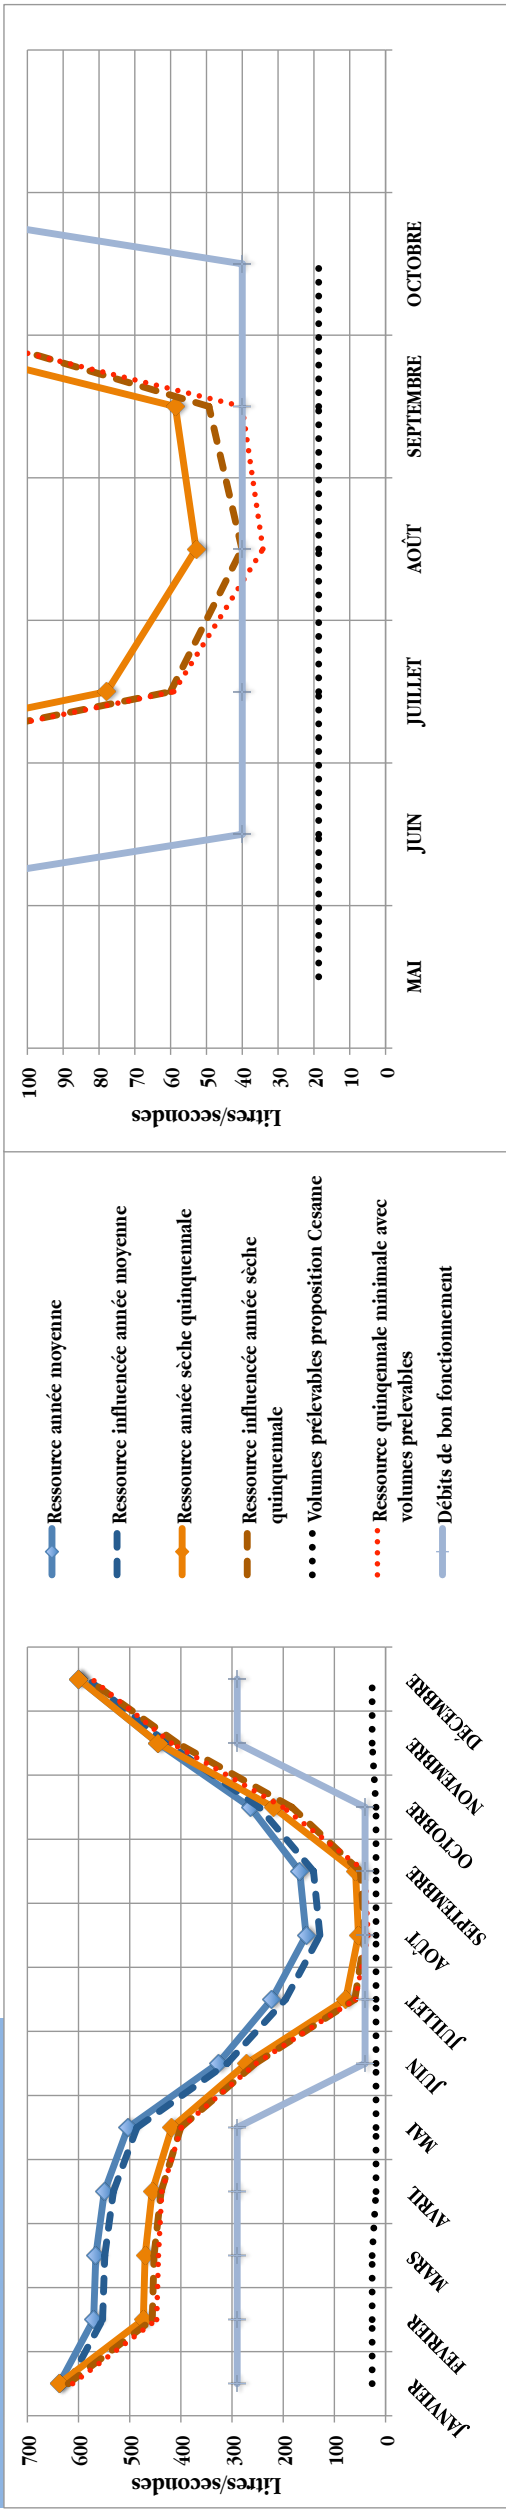 700
600
500
400
300
200
100
0
Litres/secondes
JANVIER
FEVRIER
MARS
AVRIL
MAI
JUIN
JUILLET
AOÛT
SEPTEMBRE
OCTOBRE
NOVEMBRE
DÉCEMBRE
Ressource année moyenne
Ressource influencée année moyenne
Ressource année sèche quinquennale
Ressource influencée année sèche
quinquennale
Volumes prélevables proposition Cesame
Ressource quinqennale minimale avec
volumes prelevables
Débits de bon fonctionnement
100
90
80
70
60
50
40
30
20
10
0
Litres/secondes
MAI
JUIN
JUILLET
AOÛT
SEPTEMBRE
OCTOBRE